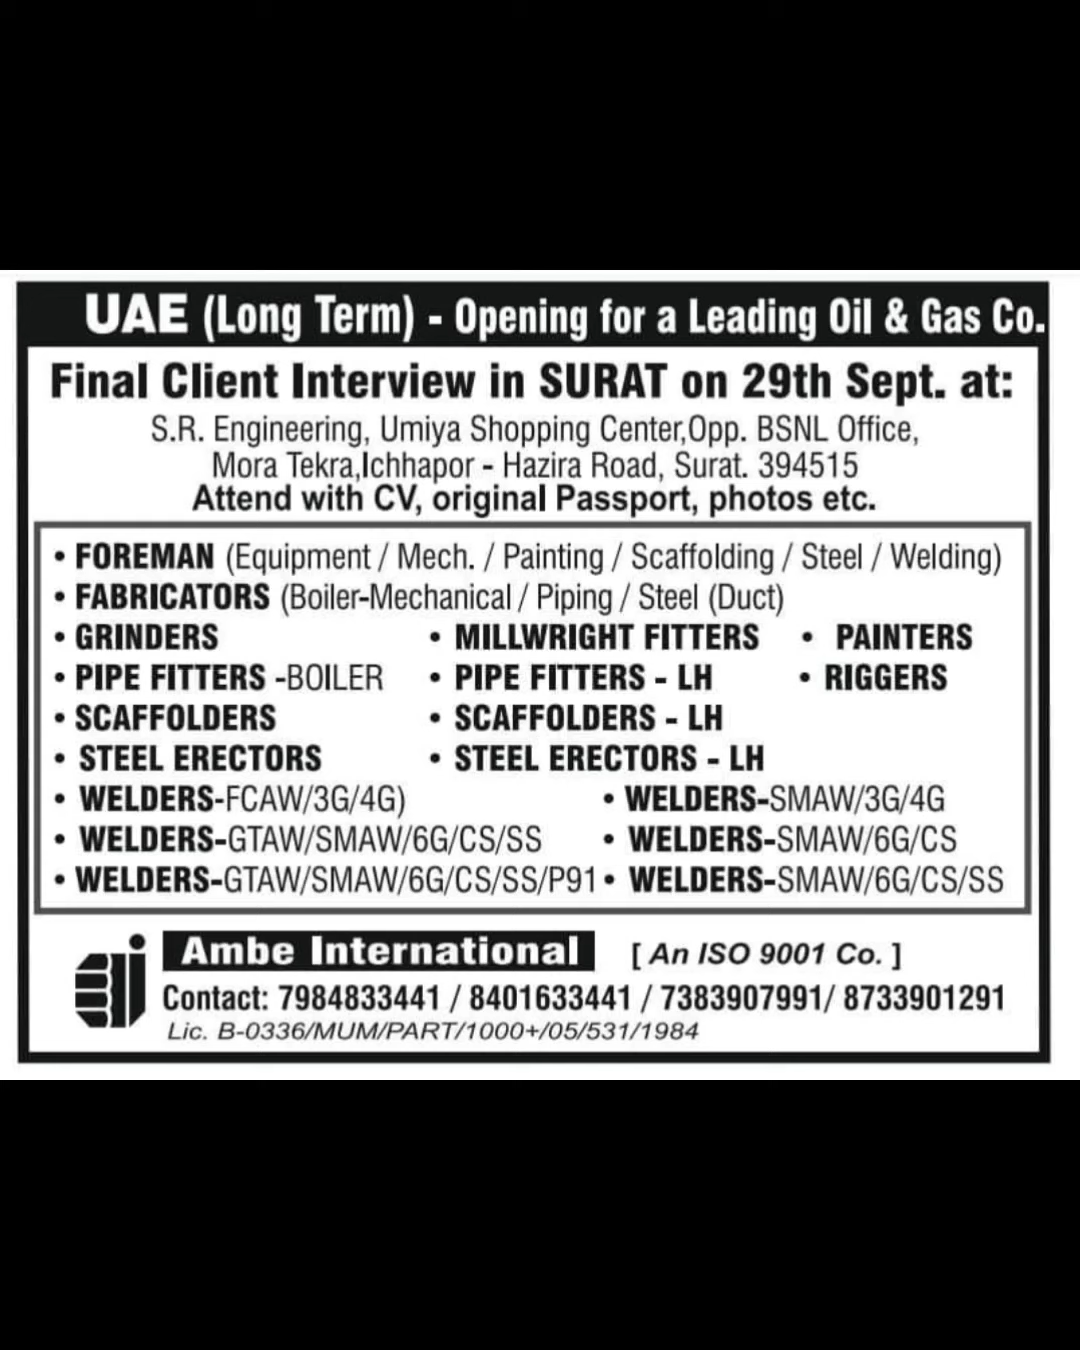 UAE (Long Term) - Opening for a Leading Oil & Gas Co.
Final Client Interview in SURAT on 29th Sept. at:
S.R. Engineering, Umiya Shopping Center,Opp. BSNL Office,
Mora Tekra,Ichhapor - Hazira Road, Surat. 394515
Attend with CV, original Passport, photos etc.
• FOREMAN (Equipment / Mech. / Painting / Scaffolding / Steel / Welding)
• FABRICATORS (Boiler-Mechanical / Piping / Steel (Duct)
• GRINDERS • MILLWRIGHT FITTERS • PAINTERS
• PIPE FITTERS -BOILER • PIPE FITTERS - LH • RIGGERS
• SCAFFOLDERS • SCAFFOLDERS - LH
• STEEL ERECTORS • STEEL ERECTORS - LH
• WELDERS-FCAW/3G/4G) • WELDERS-SMAW/3G/4G
• WELDERS-GTAW/SMAW/6G/CS/SS • WELDERS-SMAW/6G/CS
• WELDERS-GTAW/SMAW/6G/CS/SS/P91 • WELDERS-SMAW/6G/CS/SS
Ambe International [ An ISO 9001 Co. ]
Contact: 7984833441 / 8401633441 / 7383907991/ 8733901291
Lic. B-0336/MUM/PART/1000+/05/531/1984